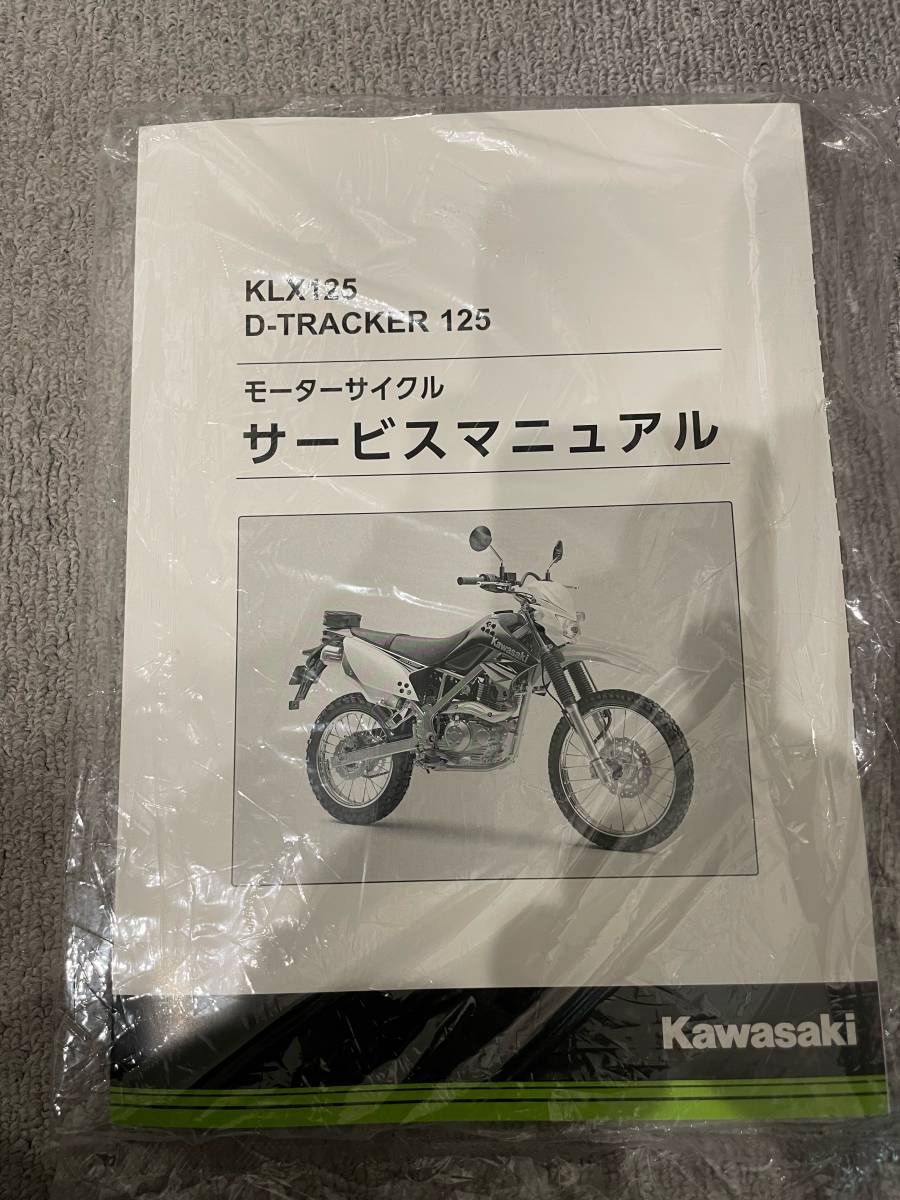 KLX125
D-TRACKER 125
モーターサイクル
サービスマニュアル
Kawasaki
Kawasaki